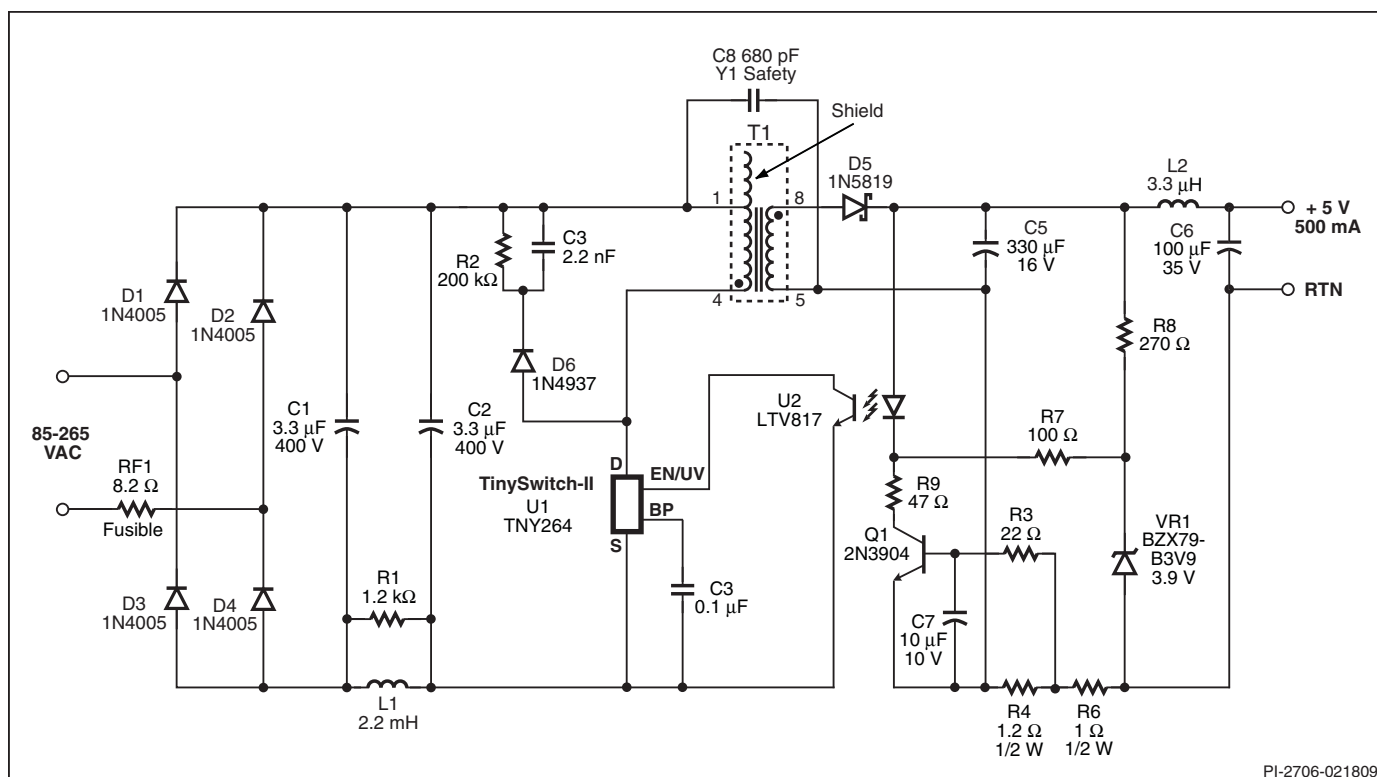 C8 680 pF
Y1 Safety
Shield
T1
D5
1N5819
L2
3.3 µH
1
8
+ 5 V
500 mA
C5
330 µF
16 V
C6
100 µF
35 V
R2
200 kΩ
C3
2.2 nF
D1
1N4005
D2
1N4005
4
5
RTN
R8
270 Ω
D6
1N4937
U2
LTV817
85-265
VAC
C1
3.3 µF
400 V
C2
3.3 µF
400 V
R7
100 Ω
RF1
8.2 Ω
Fusible
D
EN/UV
TinySwitch-II
U1
TNY264
BP
S
R9
47 Ω
Q1
2N3904
R3
22 Ω
VR1
BZX79-
B3V9
3.9 V
D3
1N4005
D4
1N4005
R1
1.2 kΩ
C3
0.1 µF
C7
10 µF
10 V
L1
2.2 mH
R4
1.2 Ω
1/2 W
R6
1 Ω
1/2 W
PI-2706-021809